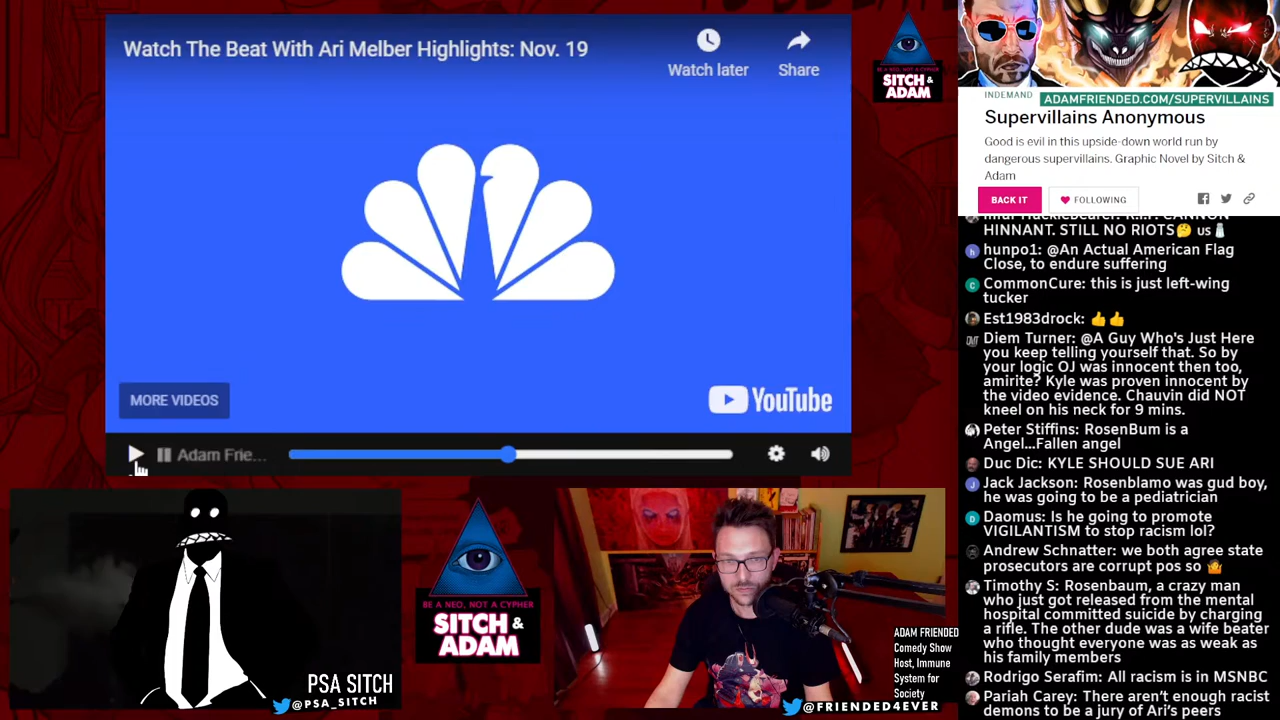 Watch The Beat With Ari Melber Highlights: Nov. 19
Watch later
Share
MORE VIDEOS
YouTube
Adam Frie...
BE A NEO, NOT A CYPHER
SITCH &
ADAM
INDEMAND
ADAMFRIENDED.COM/SUPERVILLAINS
Supervillains Anonymous
Good is evil in this upside-down world run by
dangerous supervillains. Graphic Novel by Sitch &
Adam
BACK IT
FOLLOWING
HINNANT. STILL NO RIOTS🤔 us🧂
hunpo1: @An Actual American Flag
Close, to endure suffering
CommonCure: this is just left-wing
tucker
Est1983drock: 👍👍
Diem Turner: @A Guy Who's Just Here
you keep telling yourself that. So by
your logic OJ was innocent then too,
amirite? Kyle was proven innocent by
the video evidence. Chauvin did NOT
kneel on his neck for 9 mins.
Peter Stiffins: RosenBum is a
Angel...Fallen angel
Duc Dic: KYLE SHOULD SUE ARI
Jack Jackson: Rosenblamo was gud boy,
he was going to be a pediatrician
Daomus: Is he going to promote
VIGILANTISM to stop racism lol?
Andrew Schnatter: we both agree state
prosecutors are corrupt pos so 🤷
Timothy S: Rosenbaum, a crazy man
who just got released from the mental
hospital committed suicide by charging
a rifle. The other dude was a wife beater
who thought everyone was as weak as
his family members
Rodrigo Serafim: All racism is in MSNBC
Pariah Carey: There aren't enough racist
demons to be a jury of Ari's peers
PSA SITCH
@PSA_SITCH
BE A NEO, NOT A CYPHER
SITCH &
ADAM
ADAM FRIENDED
Comedy Show
Host, Immune
System for
Society
@FRIENDED4EVER